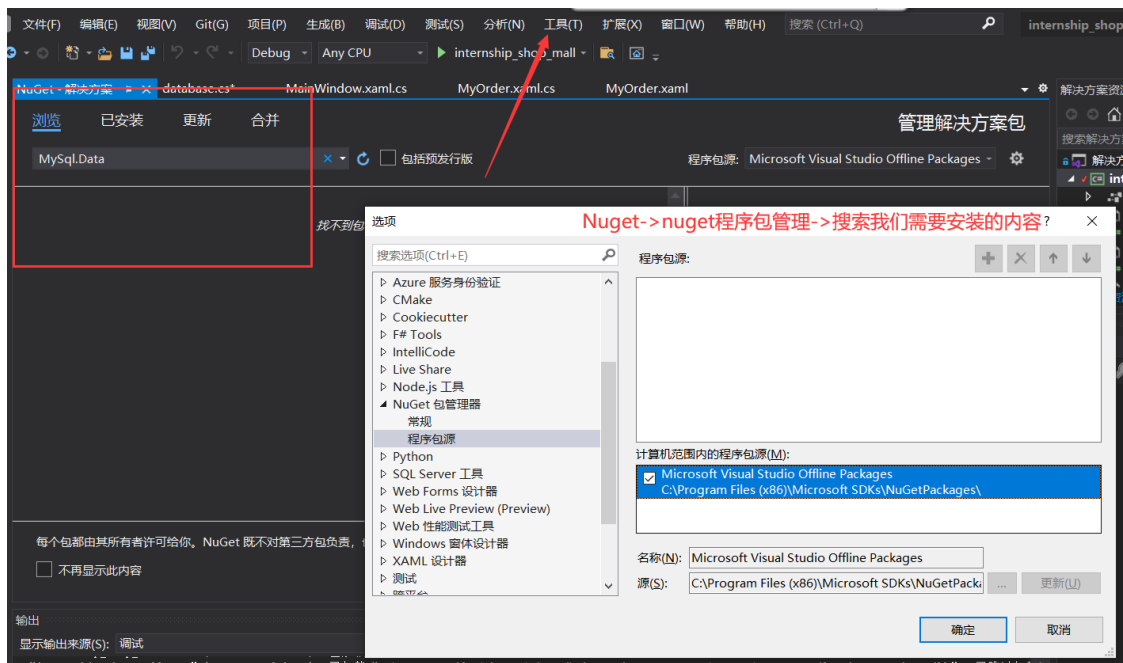 文件(F) 编辑(E) 视图(V) Git(G) 项目(P) 生成(B) 调试(D) 测试(S) 分析(N) 工具(T) 扩展(X) 窗口(W) 帮助(H) 搜索 (Ctrl+Q) internship_shop
Debug Any CPU internship_shop_mall
NuGet - 解决方案 database.cs* MainWindow.xaml.cs MyOrder.xaml.cs MyOrder.xaml 解决方案资
浏览 已安装 更新 合并 管理解决方案包
搜索解决方
MySql.Data 包括预发行版 程序包源: Microsoft Visual Studio Offline Packages
解决方
int
找不到包
选项 Nuget->nuget程序包管理->搜索我们需要安装的内容 ?
搜索选项(Ctrl+E) 程序包源:
Azure 服务身份验证
CMake
Cookiecutter
F# Tools
IntelliCode
Live Share
Node.js 工具
NuGet 包管理器
常规
程序包源
Python
SQL Server 工具
Web Forms 设计器
Web Live Preview (Preview)
Web 性能测试工具
Windows 窗体设计器
XAML 设计器
测试
跨平台
计算机范围内的程序包源(M):
Microsoft Visual Studio Offline Packages
C:\Program Files (x86)\Microsoft SDKs\NuGetPackages\
名称(N): Microsoft Visual Studio Offline Packages
源(S): C:\Program Files (x86)\Microsoft SDKs\NuGetPacka ... 更新(U)
确定 取消
每个包都由其所有者许可给你。NuGet 既不对第三方包负责，
不再显示此内容
输出
显示输出来源(S): 调试